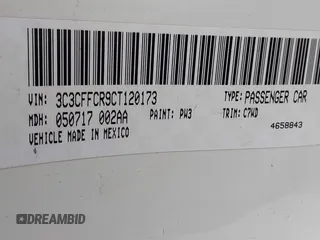 VIN: 3C3CFFCR9CT120173 TYPE: PASSENGER CAR
MDH: 050717 002AA PAINT: PW3 TRIM: C7WD
VEHICLE MADE IN MEXICO 4658843
DREAMBID